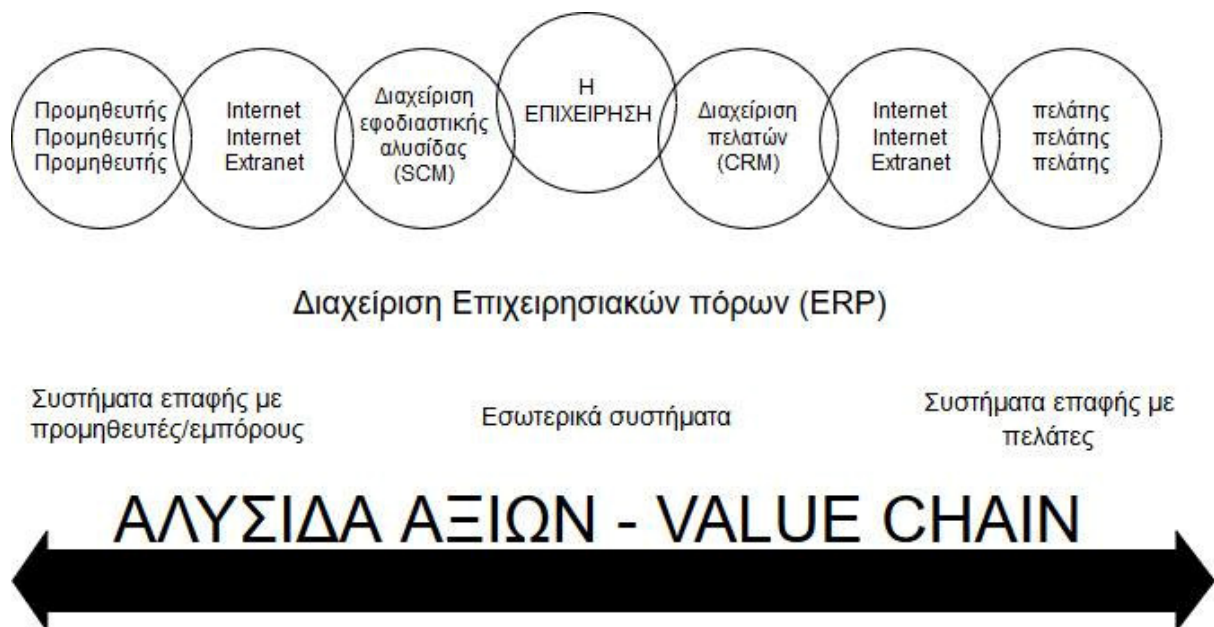 Προμηθευτής
Προμηθευτής
Προμηθευτής
Internet
Internet
Extranet
Διαχείριση
εφοδιαστικής
αλυσίδας
(SCM)
Η
ΕΠΙΧΕΙΡΗΣΗ
Διαχείριση
πελατών
(CRM)
Internet
Internet
Extranet
πελάτης
πελάτης
πελάτης
Διαχείριση Επιχειρησιακών πόρων (ERP)
Συστήματα επαφής με
προμηθευτές/εμπόρους
Εσωτερικά συστήματα
Συστήματα επαφής με
πελάτες
ΑΛΥΣΙΔΑ ΑΞΙΩΝ - VALUE CHAIN